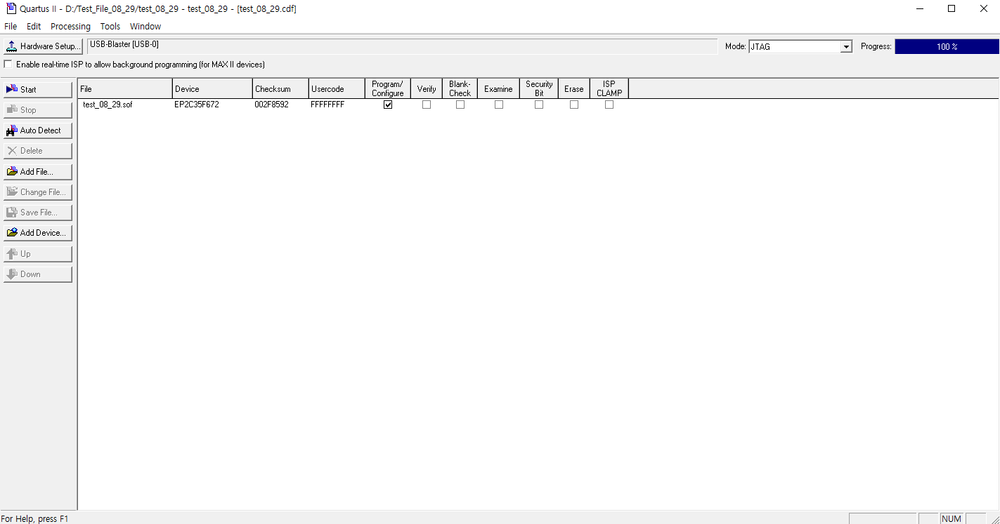 Quartus II - D:/Test_File_08_29/test_08_29 - test_08_29 - [test_08_29.cdf]
File Edit Processing Tools Window
Hardware Setup... USB-Blaster [USB-0] Mode: JTAG Progress: 100 %
Enable real-time ISP to allow background programming (for MAX II devices)
Start
Stop
Auto Detect
Delete
Add File...
Change File...
Save File...
Add Device...
Up
Down
File Device Checksum Usercode Program/ Configure Verify Blank- Check Examine Security Bit Erase ISP CLAMP
test_08_29.sof EP2C35F672 002F8592 FFFFFFFF
For Help, press F1 NUM